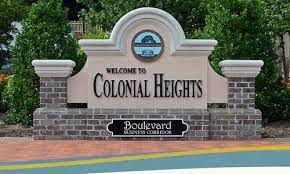 WELCOME TO
COLONIAL HEIGHTS
Boulevard
BUSINESS CORRIDOR